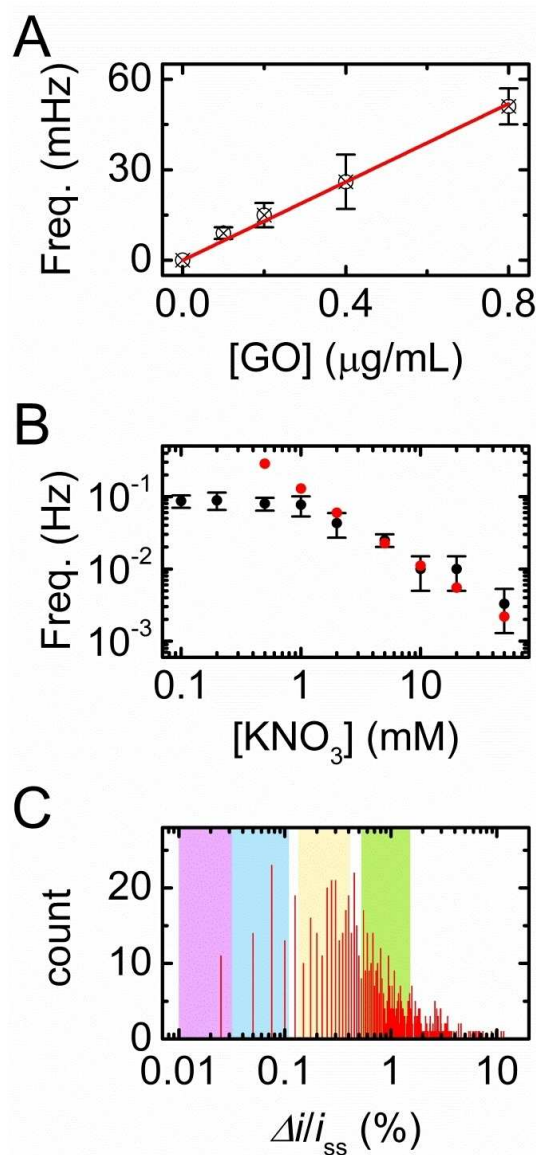 A
60
30
0
Freq. (mHz)
0.0 0.4 0.8
[GO] (μg/mL)
B
10⁻¹
10⁻²
10⁻³
Freq. (Hz)
0.1 1 10
[KNO₃] (mM)
C
20
10
0
count
0.01 0.1 1 10
Δi/iss (%)